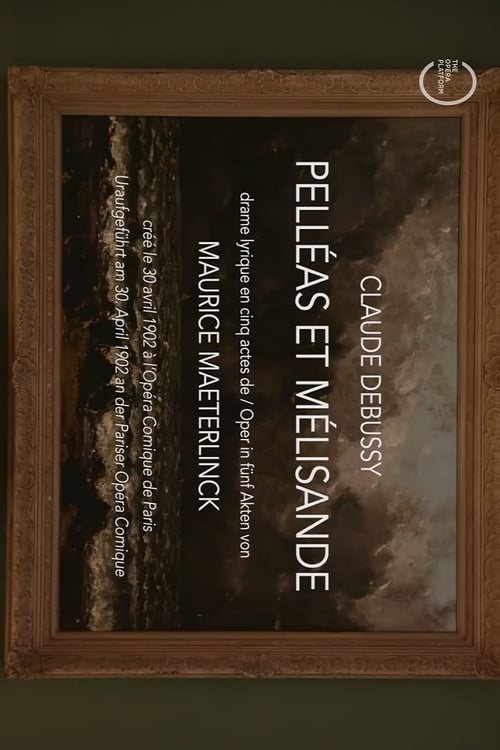 THE
OPERA
PLATFORM
CLAUDE DEBUSSY
PELLÉAS ET MÉLISANDE
drame lyrique en cinq actes de / Oper in fünf Akten von
MAURICE MAETERLINCK
créé le 30 avril 1902 à l'Opéra Comique de Paris
Uraufgeführt am 30. April 1902 an der Pariser Opéra Comique